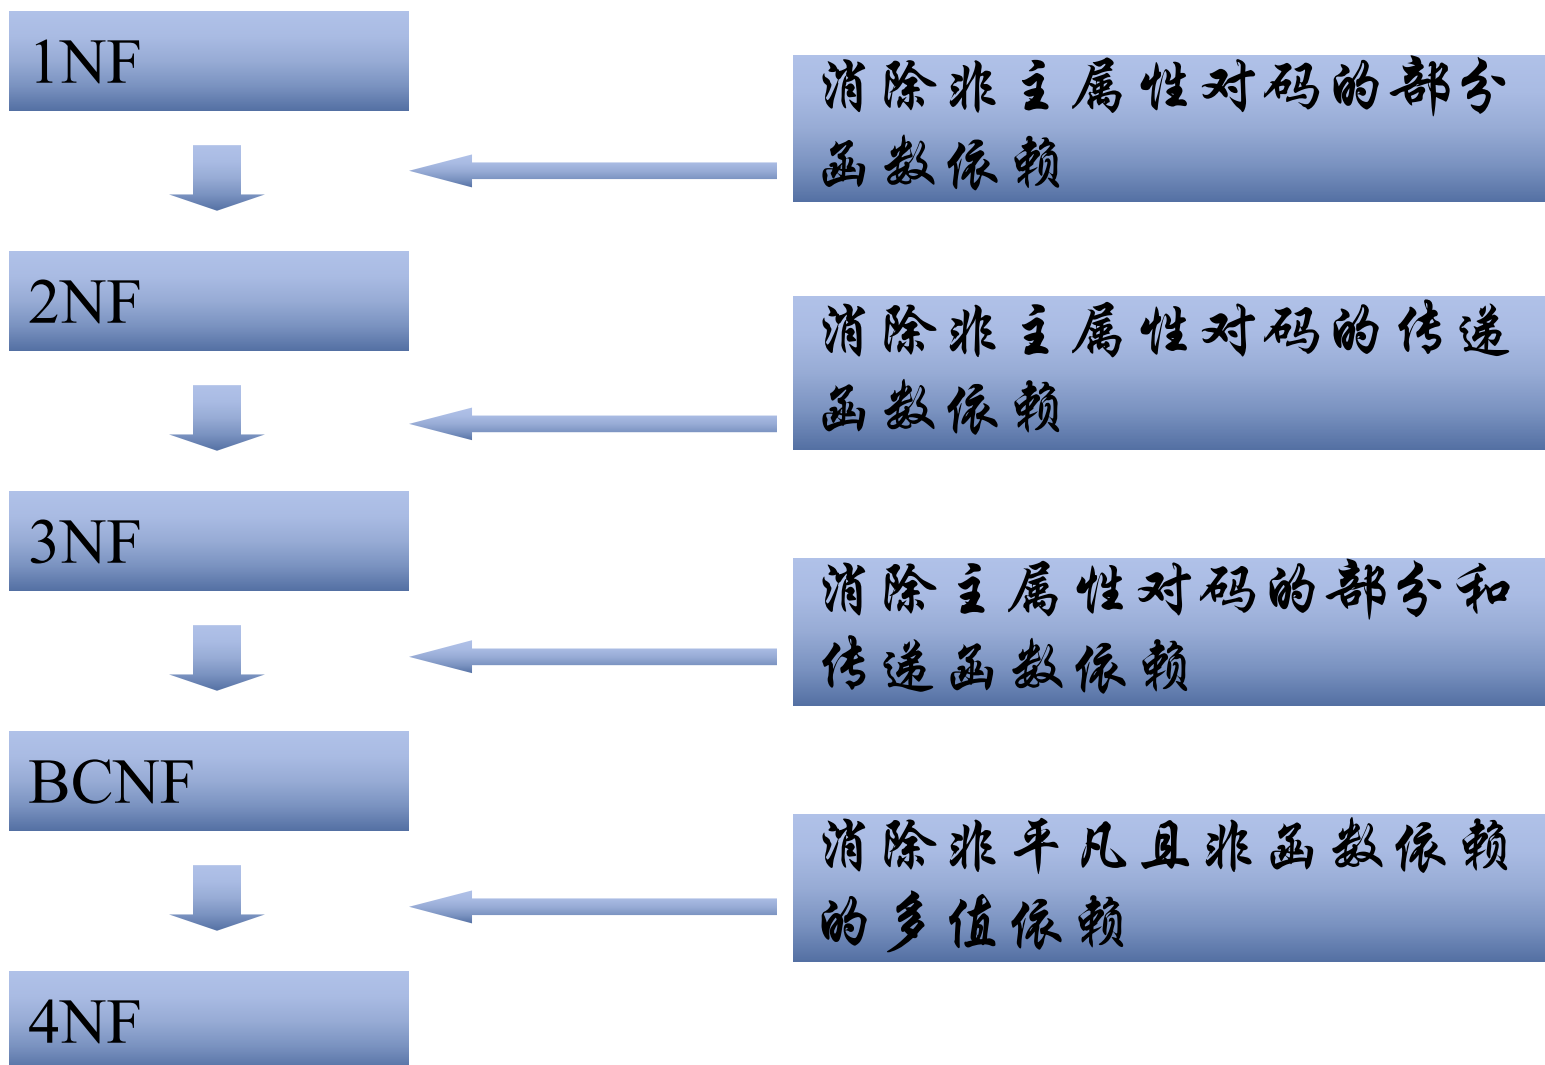 1NF
消除非主属性对码的部分
函数依赖
2NF
消除非主属性对码的传递
函数依赖
3NF
消除主属性对码的部分和
传递函数依赖
BCNF
消除非平凡且非函数依赖
的多值依赖
4NF